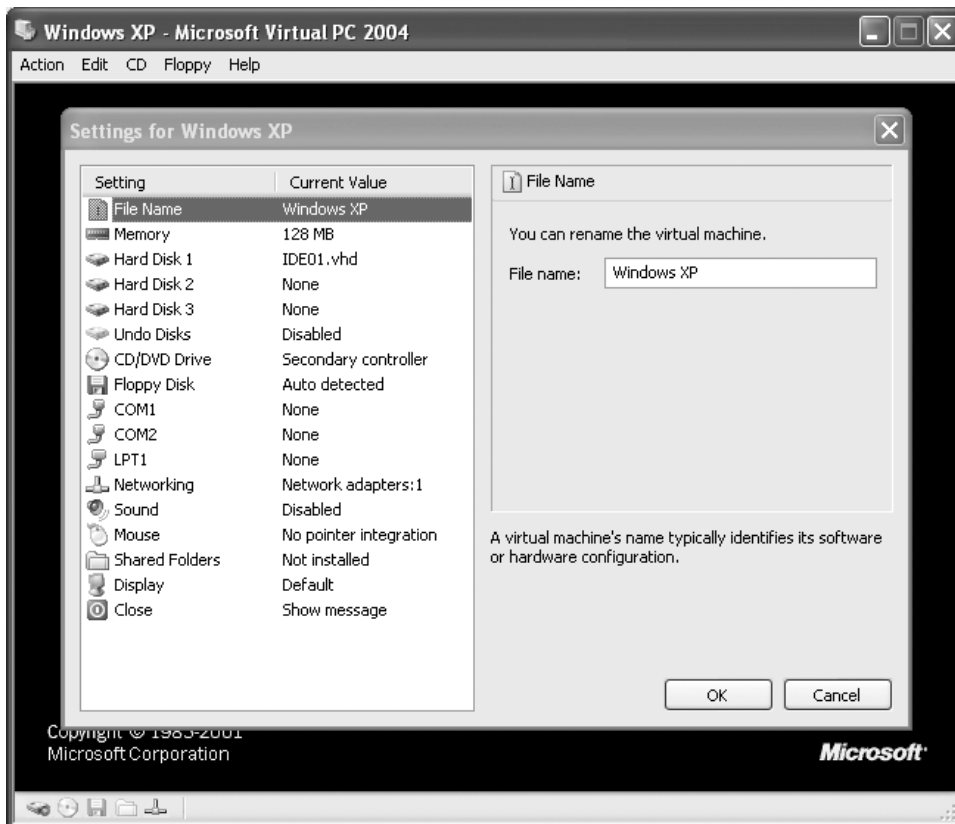 Windows XP - Microsoft Virtual PC 2004
Action Edit CD Floppy Help
Settings for Windows XP
Setting Current Value
File Name Windows XP
Memory 128 MB
Hard Disk 1 IDE01.vhd
Hard Disk 2 None
Hard Disk 3 None
Undo Disks Disabled
CD/DVD Drive Secondary controller
Floppy Disk Auto detected
COM1 None
COM2 None
LPT1 None
Networking Network adapters:1
Sound Disabled
Mouse No pointer integration
Shared Folders Not installed
Display Default
Close Show message
File Name
You can rename the virtual machine.
File name: Windows XP
A virtual machine's name typically identifies its software
or hardware configuration.
OK Cancel
Copyright © 1985-2001
Microsoft Corporation
Microsoft